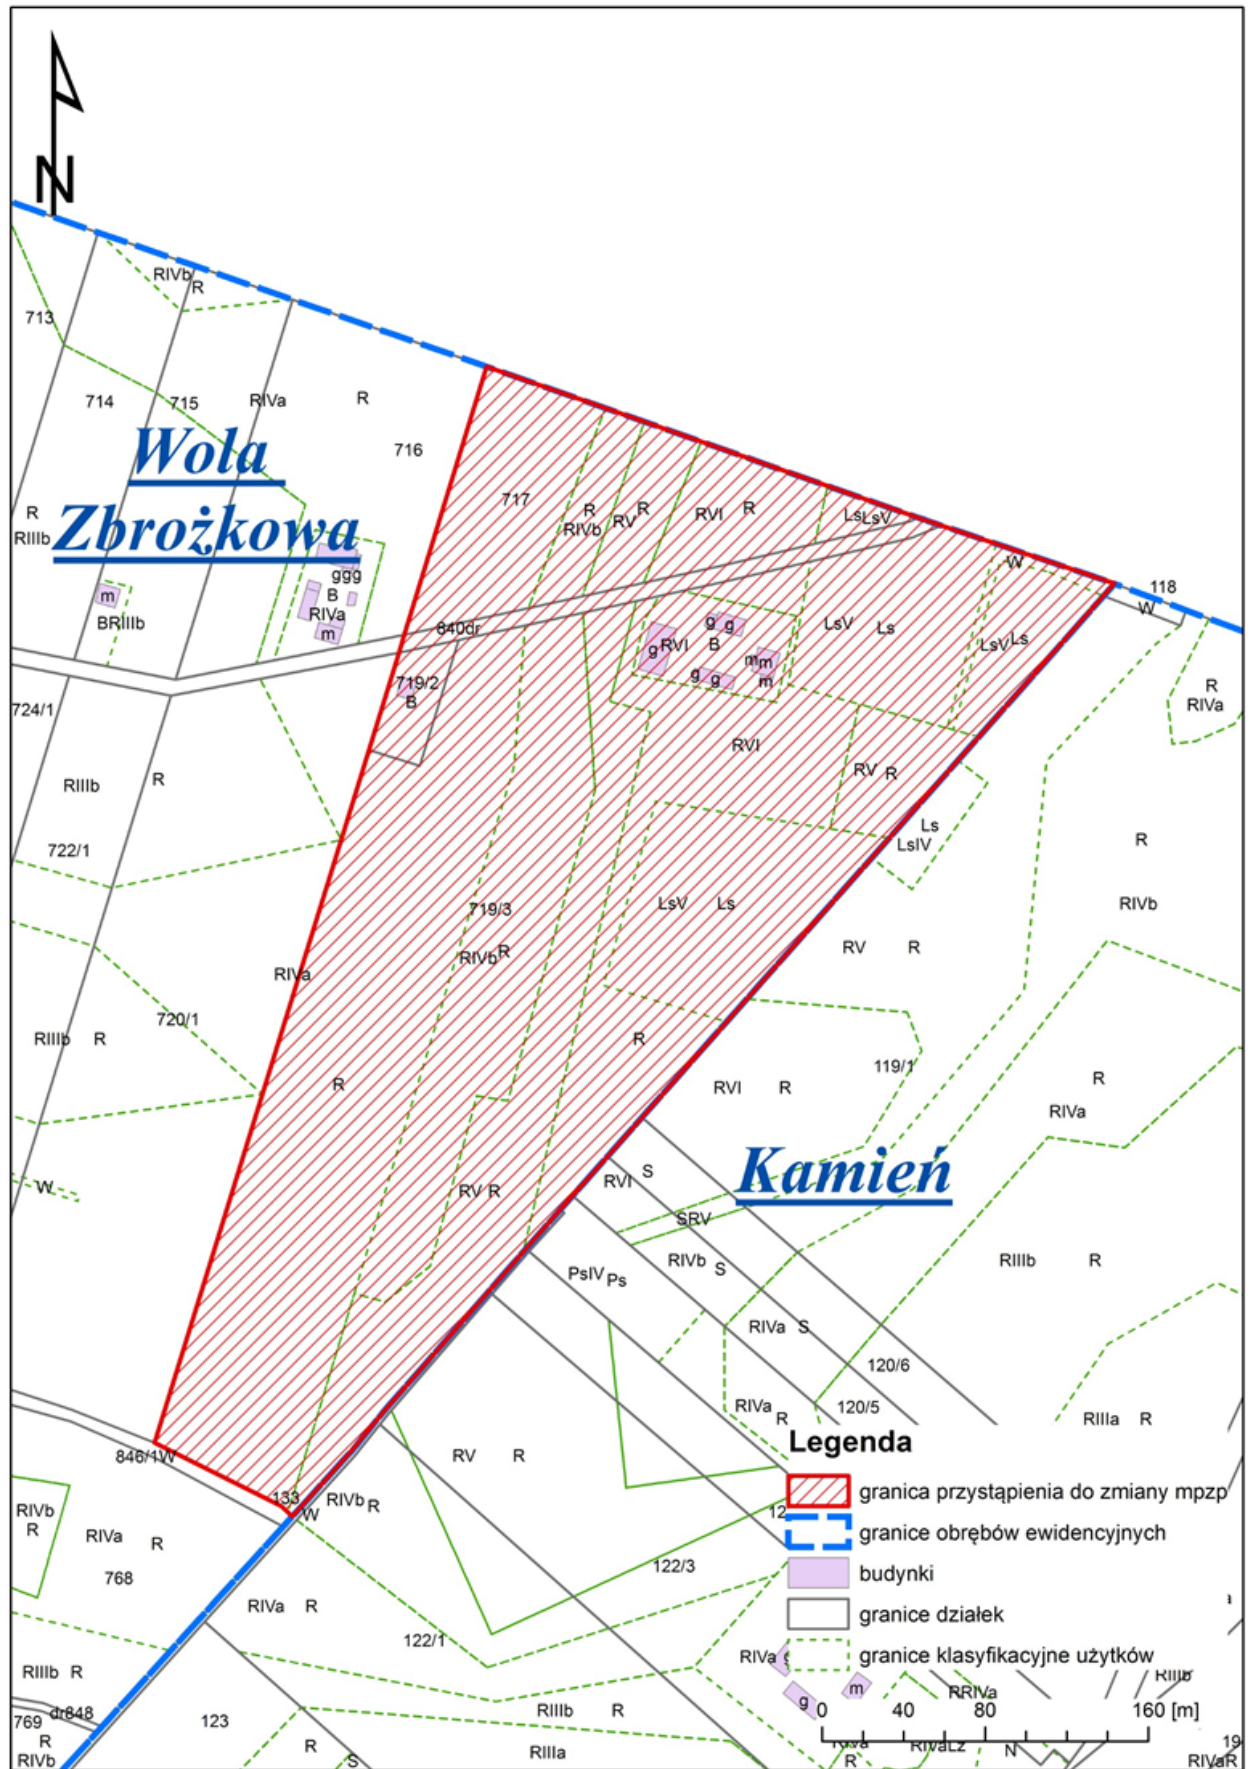 N
RIVb
R
713
714
715
RIVa
R
716
Wola
Zbrożkowa
R
RIIIb
717
R
RIVb
RV
R
RVI
R
Ls
LsV
W
118
W
ggg
B
RIVa
m
m
BRIIIb
840dr
g
g
g
RVI
B
m
m
m
g
g
LsV
Ls
LsV
Ls
R
RIVa
719/2
B
724/1
RVI
RV
R
RIIIb
R
722/1
Ls
LsIV
R
RIVb
719/3
LsV
Ls
RV
R
RIVb
R
RIVa
720/1
RIIIb
R
R
119/1
R
R
RVI
R
RIVa
Kamień
W
RV
R
RVI
S
SRV
RIVb
S
RIIIb
R
PsIV
Ps
RIVa
S
120/6
RIVa
R
120/5
RIIIa
R
846/1W
RV
R
Legenda
granica przystąpienia do zmiany mpzp
granice obrębów ewidencyjnych
budynki
granice działek
granice klasyfikacyjne użytków
0 40 80 160 [m]
133
W
RIVb
R
12
RIVb
R
RIVa
R
768
122/3
RIVa
R
122/1
RIVa
g
m
RIIIb
R
RIIIb
RRIVa
dr848
769
R
RIVb
123
RIIIb
R
R
S
RIIIa
RIVa
R
RIVaLz
N
19
RIVaR